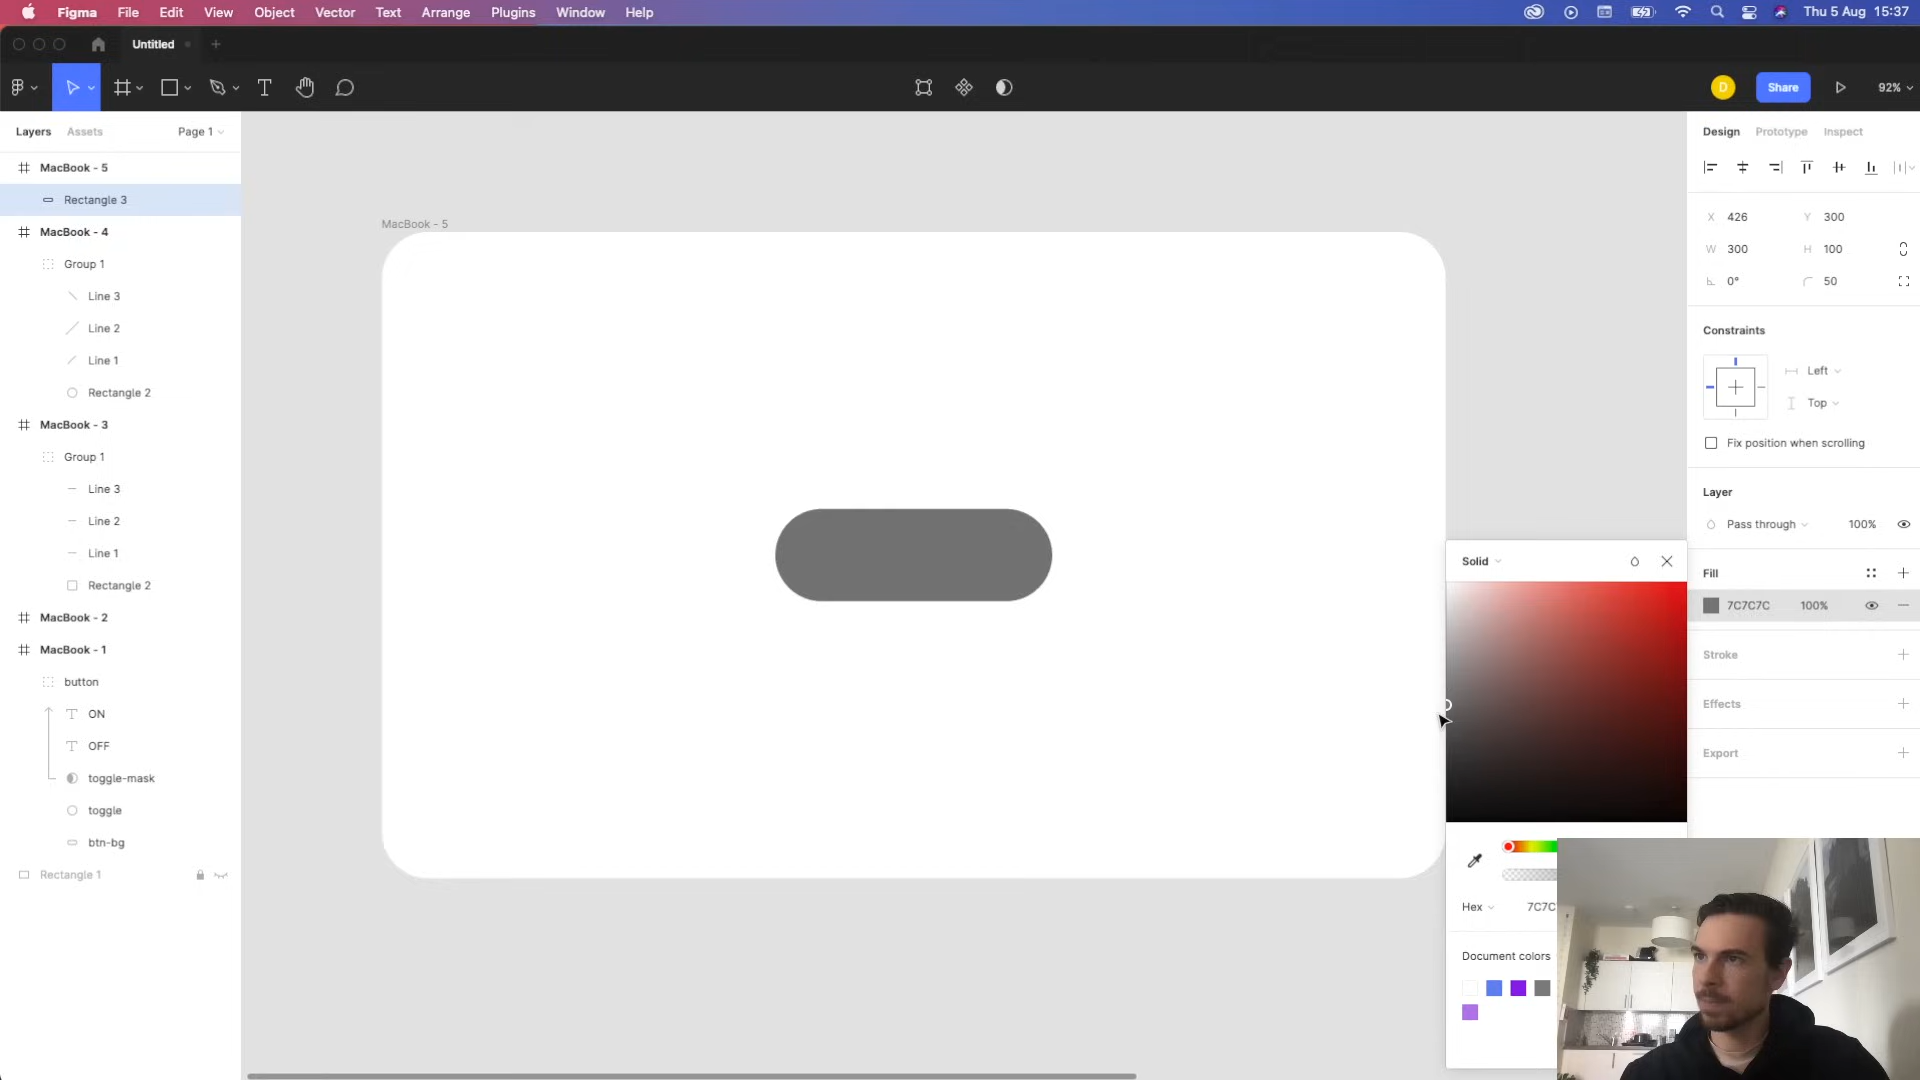 Figma File Edit View Object Vector Text Arrange Plugins Window Help Thu 5 Aug 15:37
Untitled
Share 92%
Layers Assets Page 1
Design Prototype Inspect
MacBook - 5
Rectangle 3
MacBook - 4
Group 1
Line 3
Line 2
Line 1
Rectangle 2
MacBook - 3
Group 1
Line 3
Line 2
Line 1
Rectangle 2
MacBook - 2
MacBook - 1
button
ON
OFF
toggle-mask
toggle
btn-bg
Rectangle 1
MacBook - 5
X 426 Y 300
W 300 H 100
0° 50
Constraints
Left
Top
Fix position when scrolling
Layer
Pass through 100%
Fill
7C7C7C 100%
Stroke
Effects
Export
Solid
Hex 7C7C
Document colors
D